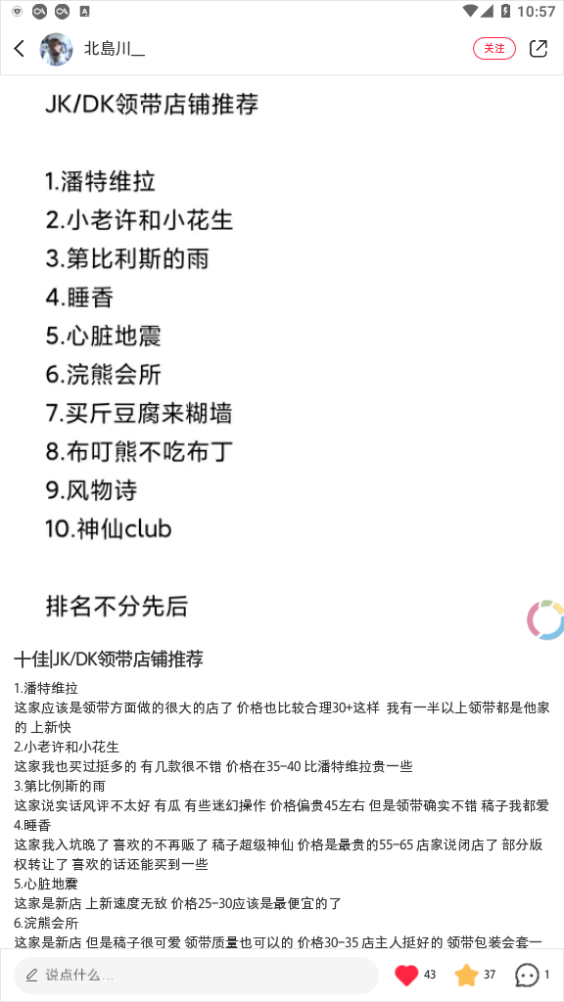 10:57
北島川__
关注
JK/DK领带店铺推荐
1.潘特维拉
2.小老许和小花生
3.第比利斯的雨
4.睡香
5.心脏地震
6.浣熊会所
7.买斤豆腐来糊墙
8.布叮熊不吃布丁
9.风物诗
10.神仙club
排名不分先后
十佳|JK/DK领带店铺推荐
1.潘特维拉
这家应该是领带方面做的很大的店了 价格也比较合理30+这样 我有一半以上领带都是他家
的 上新快
2.小老许和小花生
这家我也买过挺多的 有几款很不错 价格在35-40 比潘特维拉贵一些
3.第比例斯的雨
这家说实话风评不太好 有瓜 有些迷幻操作 价格偏贵45左右 但是领带确实不错 稿子我都爱
4.睡香
这家我入坑晚了 喜欢的不再贩了 稿子超级神仙 价格是最贵的55-65 店家说闭店了 部分版
权转让了 喜欢的话还能买到一些
5.心脏地震
这家是新店 上新速度无敌 价格25-30应该是最便宜的了
6.浣熊会所
这家是新店 但是稿子很可爱 领带质量也可以的 价格30-35 店主人挺好的 领带包装会套一
说点什么...
43
37
1